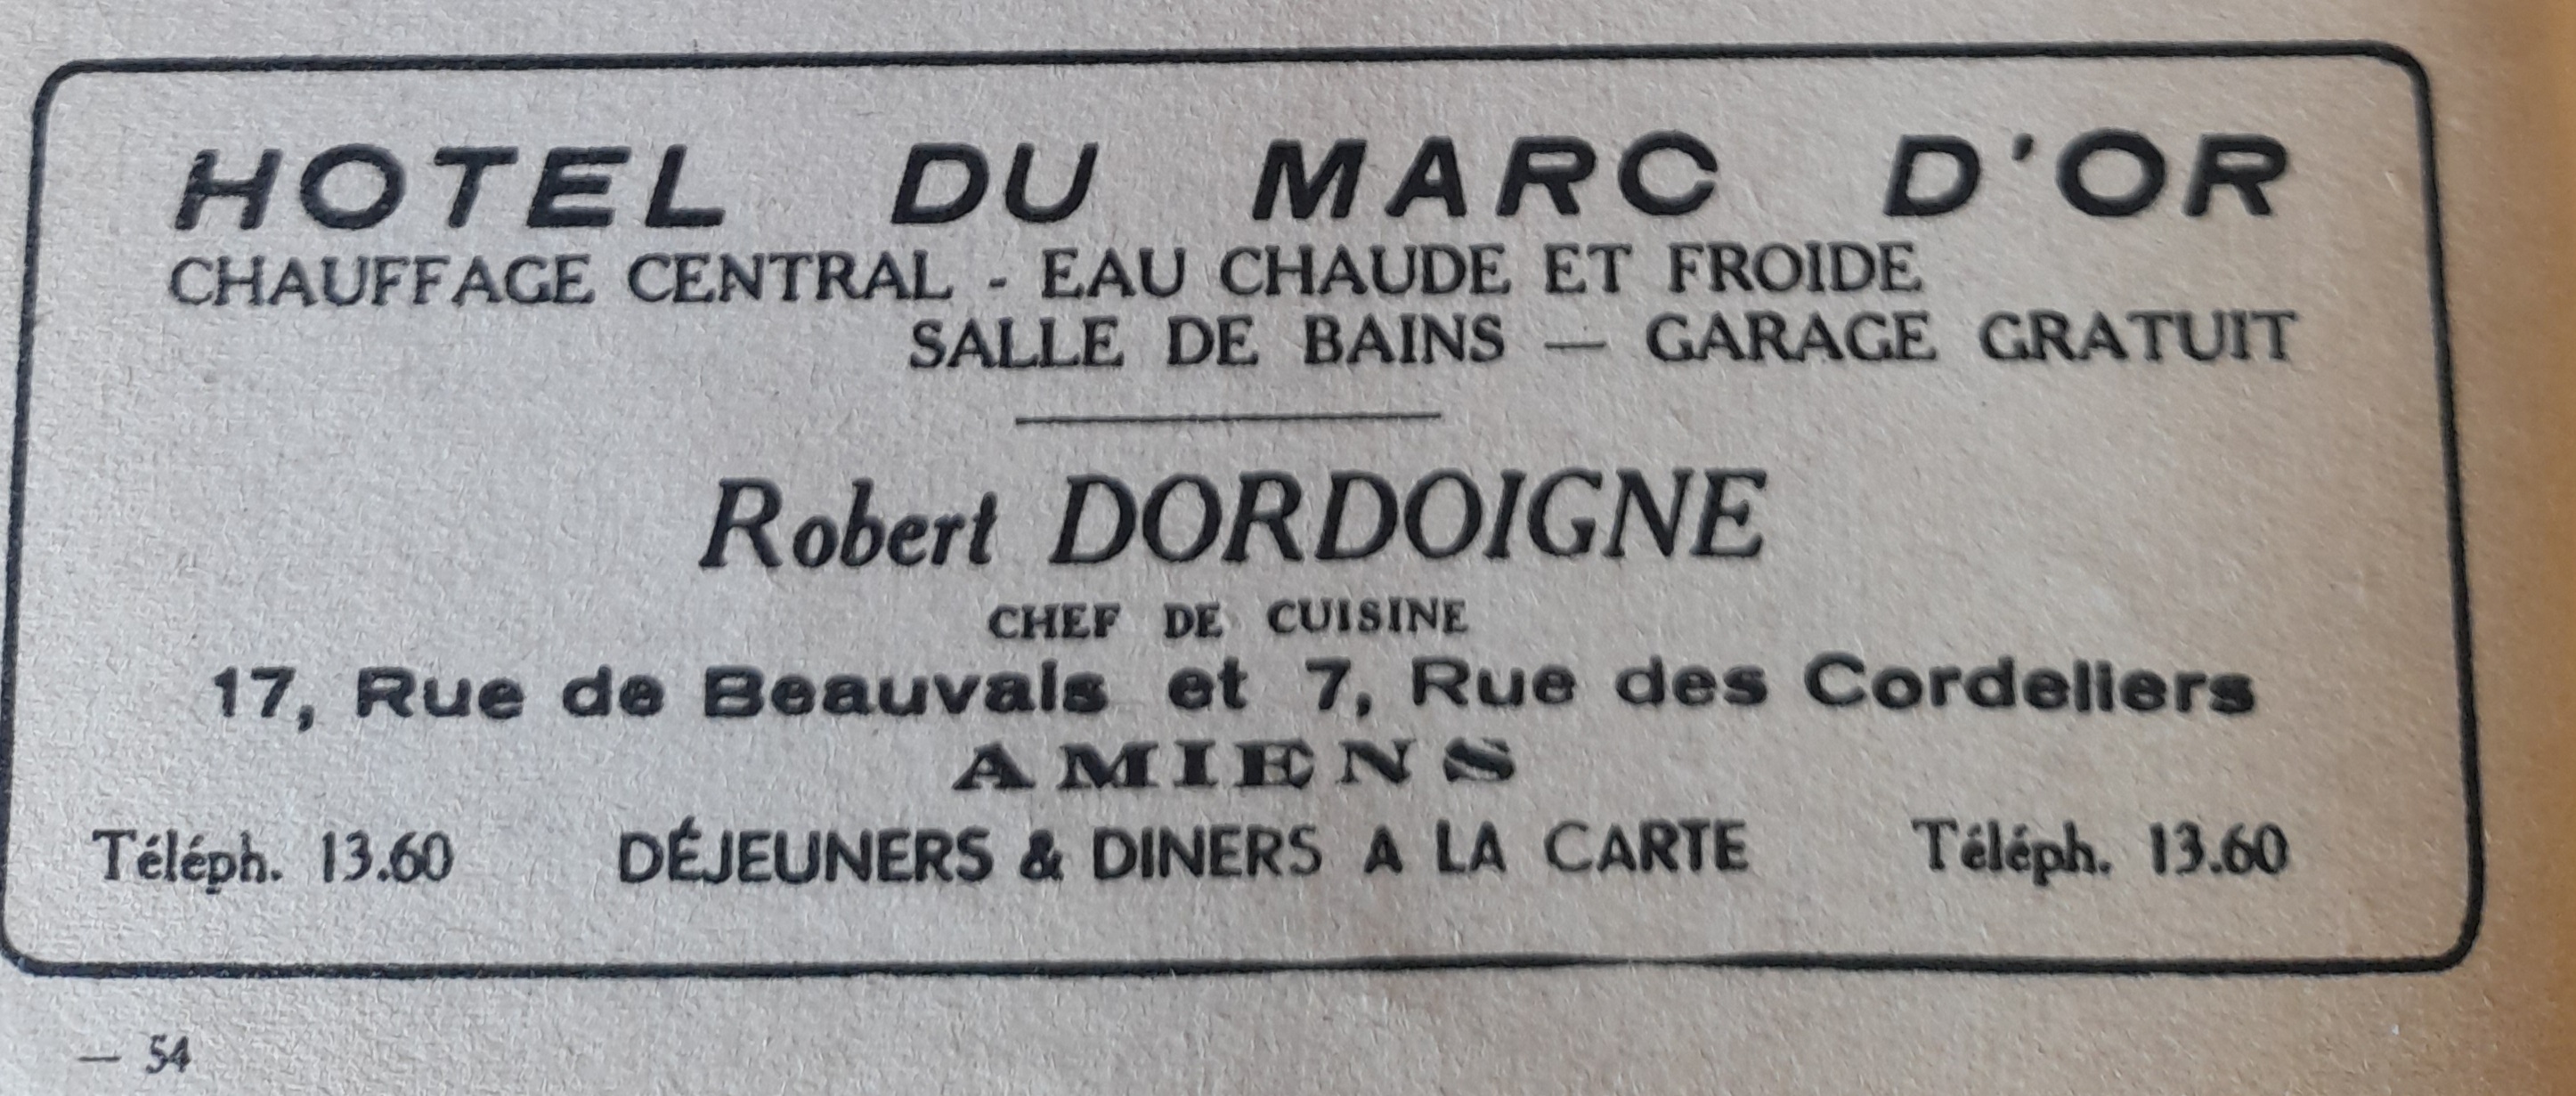 HOTEL DU MARC D'OR
CHAUFFAGE CENTRAL - EAU CHAUDE ET FROIDE
SALLE DE BAINS — GARAGE GRATUIT
Robert DORDOIGNE
CHEF DE CUISINE
17, Rue de Beauvais et 7, Rue des Cordeliers
AMIENS
Téléph. 13.60 DÉJEUNERS & DINERS A LA CARTE Téléph. 13.60
— 54